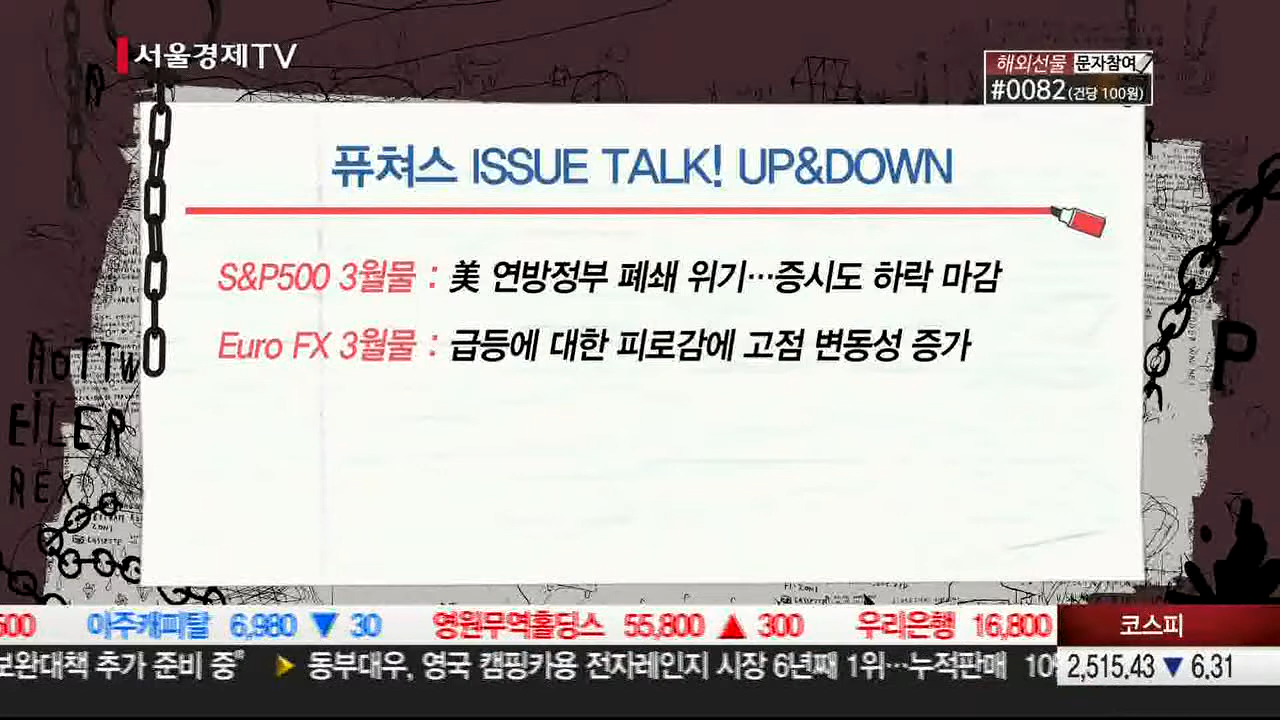 서울경제TV
해외선물 문자참여
#0082(건당 100원)
퓨쳐스 ISSUE TALK! UP&DOWN
S&P500 3월물 : 美 연방정부 폐쇄 위기…증시도 하락 마감
Euro FX 3월물 : 급등에 대한 피로감에 고점 변동성 증가
HOTTW
EILER
REX
P
500 아주캐피탈 6,980 ▼ 30 영원무역홀딩스 55,800 ▲ 300 우리은행 16,800
코스피
보완대책 추가 준비 중" ➤ 동부대우, 영국 캠핑카용 전자레인지 시장 6년째 1위…누적판매 10
2,515.43 ▼ 6.31